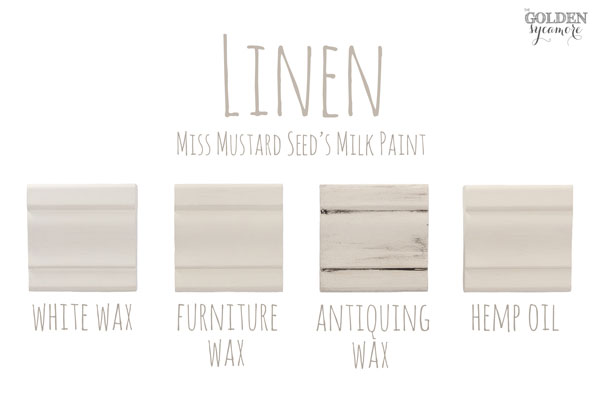 THE
GOLDEN
sycamore
LINEN
MISS MUSTARD SEED'S MILK PAINT
WHITE WAX
FURNITURE
WAX
ANTIQUING
WAX
HEMP OIL